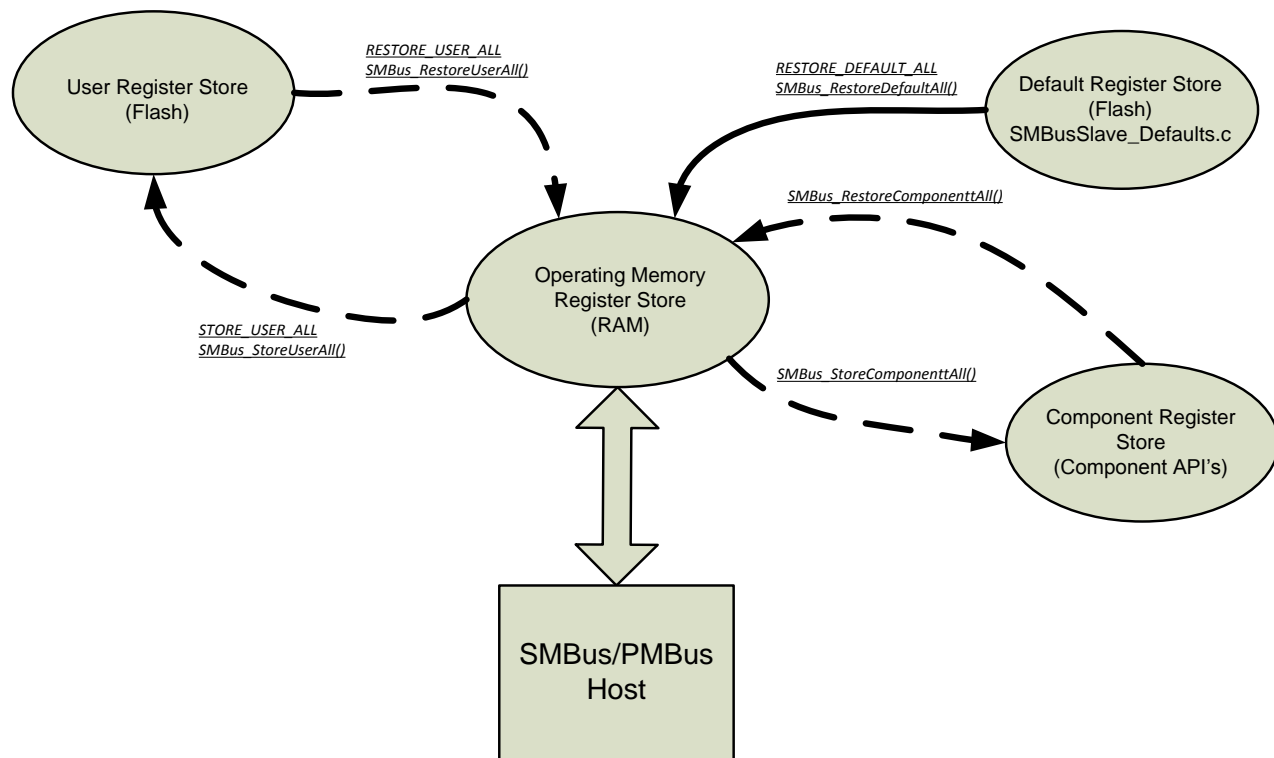 RESTORE_USER_ALL
SMBus_RestoreUserAll()
User Register Store
(Flash)
RESTORE_DEFAULT_ALL
SMBus_RestoreDefaultAll()
Default Register Store
(Flash)
SMBusSlave_Defaults.c
SMBus_RestoreComponenttAll()
Operating Memory
Register Store
(RAM)
STORE_USER_ALL
SMBus_StoreUserAll()
SMBus_StoreComponenttAll()
Component Register
Store
(Component API's)
SMBus/PMBus
Host